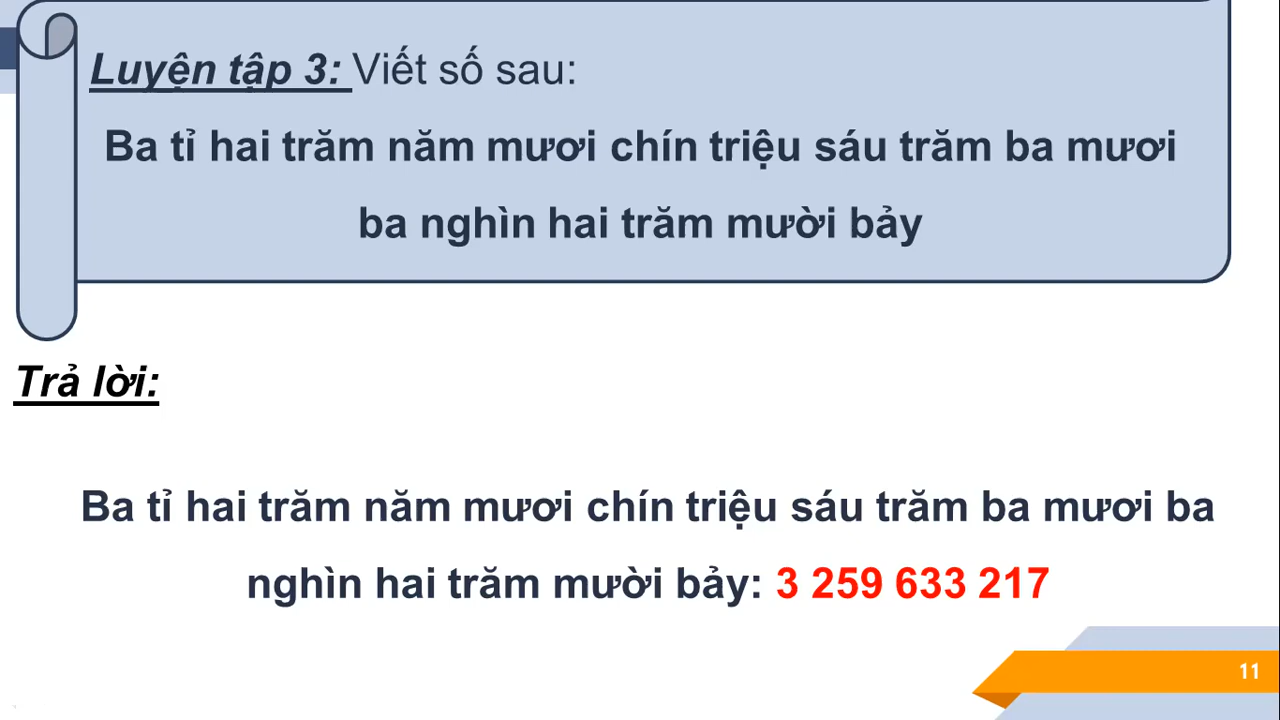 Luyện tập 3: Viết số sau:
Ba tỉ hai trăm năm mươi chín triệu sáu trăm ba mươi
ba nghìn hai trăm mười bảy
Trả lời:
Ba tỉ hai trăm năm mươi chín triệu sáu trăm ba mươi ba
nghìn hai trăm mười bảy: 3 259 633 217
11